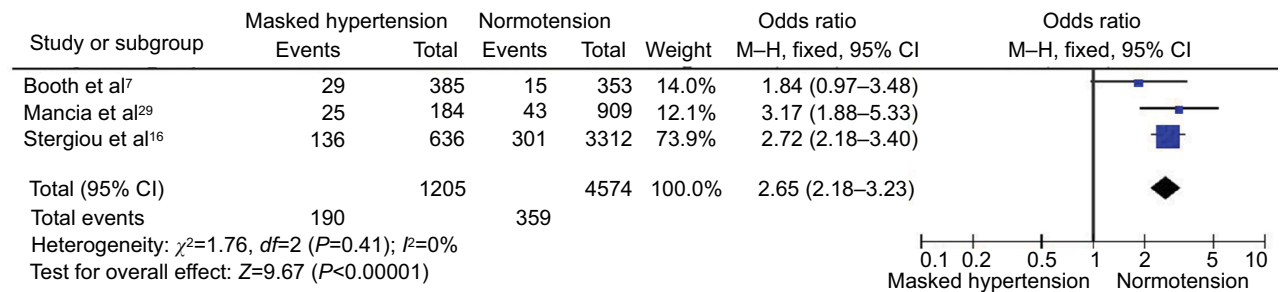 Masked hypertension Normotension Odds ratio Odds ratio
Study or subgroup Events Total Events Total Weight M–H, fixed, 95% CI M–H, fixed, 95% CI
Booth et al⁷ 29 385 15 353 14.0% 1.84 (0.97–3.48)
Mancia et al²⁹ 25 184 43 909 12.1% 3.17 (1.88–5.33)
Stergiou et al¹⁶ 136 636 301 3312 73.9% 2.72 (2.18–3.40)
Total (95% CI) 1205 4574 100.0% 2.65 (2.18–3.23)
Total events 190 359
Heterogeneity: χ²=1.76, df=2 (P=0.41); I²=0%
Test for overall effect: Z=9.67 (P<0.00001)
0.1 0.2 0.5 1 2 5 10
Masked hypertension Normotension